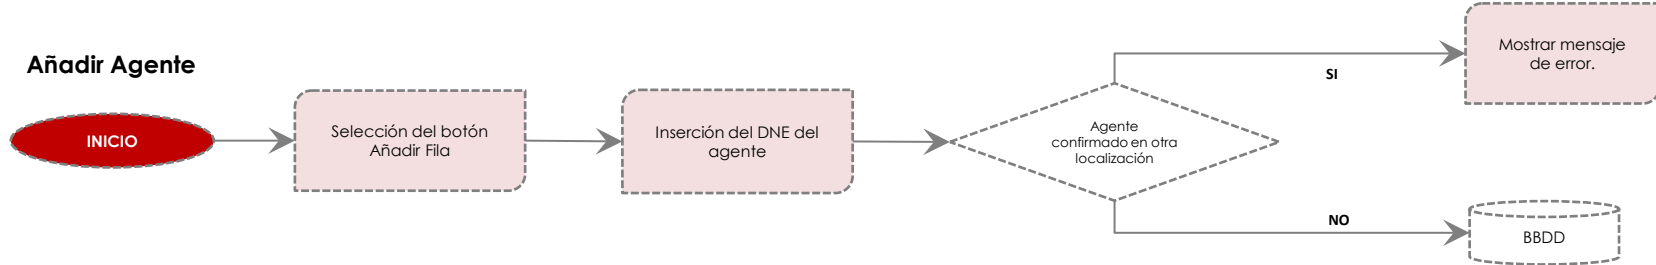 Añadir Agente
INICIO
Selección del botón
Añadir Fila
Inserción del DNE del
agente
Agente
confirmado en otra
localización
SI
Mostrar mensaje
de error.
NO
BBDD